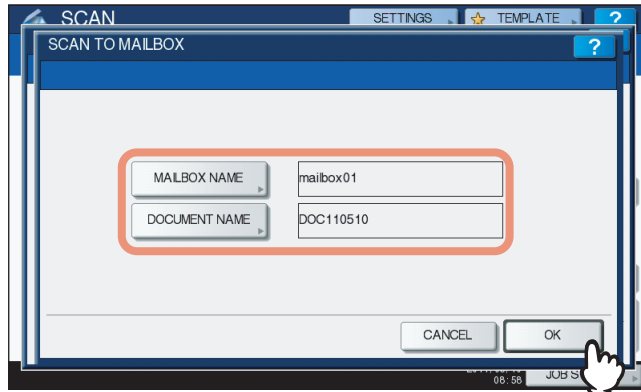 SCAN
SETTINGS
TEMPLATE
?
SCAN TO MAILBOX
?
MAILBOX NAME
mailbox01
DOCUMENT NAME
DOC110510
CANCEL
OK
08:58
JOB S